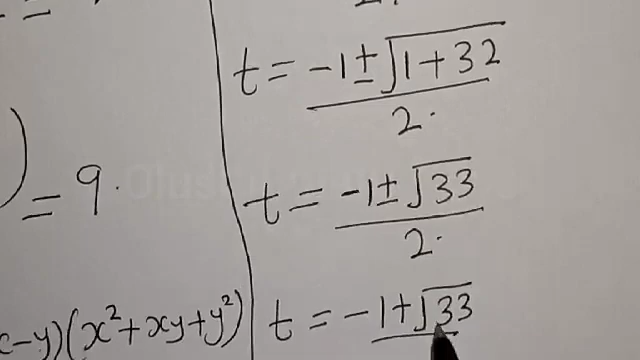 = 9.
x-y)(x²+xy+y²)
t = -1±√1+32
2.
t = -1±√33
2.
t = -1+√33